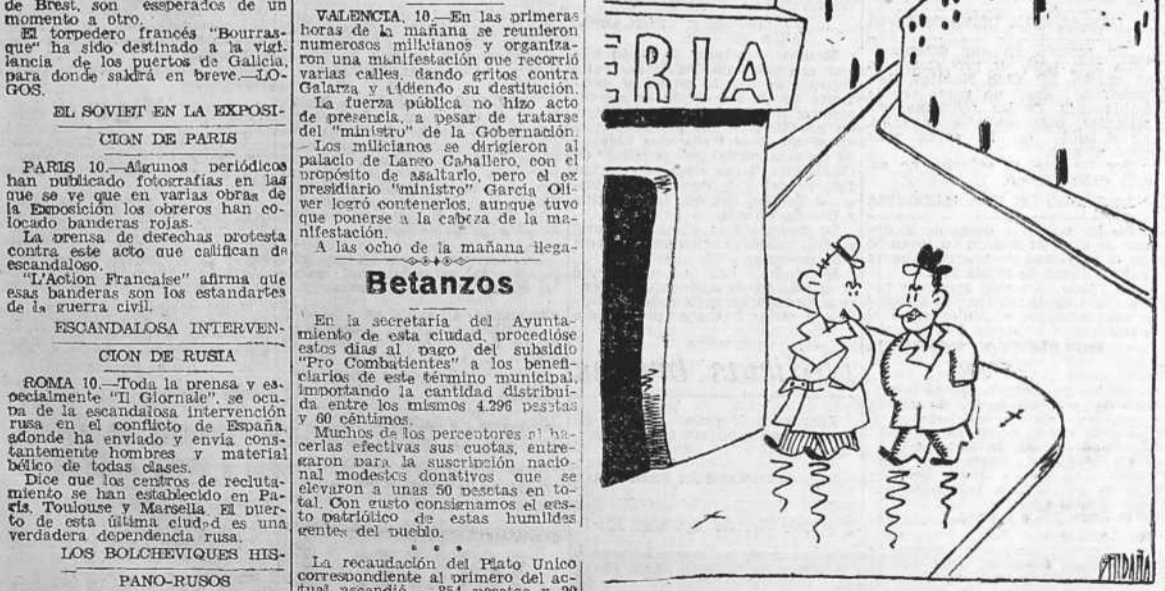 de Brest, son essperados de un
momento a otro.
El torpedero francés "Bourras-
que" ha sido destinado a la vigi-
lancia de los puertos de Galicia,
para donde saldrá en breve.—LO-
GOS.
EL SOVIET EN LA EXPOSI-
CION DE PARIS
PARIS 10.—Algunos periódicos
han publicado fotografías en las
que se ve que en varias obras de
la Exposición los obreros han co-
locado banderas rojas.
La prensa de derechas protesta
contra este acto que califican de
escandaloso.
"L'Action Francaise" afirma que
esas banderas son los estandartes
de la guerra civil.
ESCANDALOSA INTERVEN-
CION DE RUSIA
ROMA 10.—Toda la prensa y es-
pecialmente "Il Giornale", se ocu-
pa de la escandalosa intervención
rusa en el conflicto de España,
adonde ha enviado y envía cons-
tantemente hombres y material
bélico de todas clases.
Dice que los centros de recluta-
miento se han establecido en Pa-
ris, Toulouse y Marsella. El puer-
to de esta última ciudad es una
verdadera dependencia rusa.
LOS BOLCHEVIQUES HIS-
PANO-RUSOS
VALENCIA, 10.—En las primeras
horas de la mañana se reunieron
numerosos milicianos y organiza-
ron una manifestación que recorrió
varias calles, dando gritos contra
Galarza y pidiendo su destitución.
La fuerza pública no hizo acto
de presencia, a pesar de tratarse
del "ministro" de la Gobernación.
Los milicianos se dirigieron al
palacio de Largo Caballero, con el
propósito de asaltarlo, pero el ex
presidiario "ministro" García Oli-
ver logró contenerlos, aunque tuvo
que ponerse a la cabeza de la ma-
nifestación.
A las ocho de la mañana llega-
Betanzos
En la secretaría del Ayunta-
miento de esta ciudad, procedióse
estos días al pago del subsidio
"Pro Combatientes" a los benefi-
ciarios de este término municipal,
importando la cantidad distribui-
da entre los mismos 4.296 pesetas
y 60 céntimos.
Muchos de los perceptores al ha-
cerlas efectivas sus cuotas, entre-
garon para la suscripción nacio-
nal modestos donativos que se
elevaron a unas 50 pesetas en to-
tal. Con gusto consignamos el ges-
to patriótico de estas humildes
gentes del pueblo.
La recaudación del Plato Unico
correspondiente al primero del ac-
tual ascendió 854 pesetas y 20
ERIA